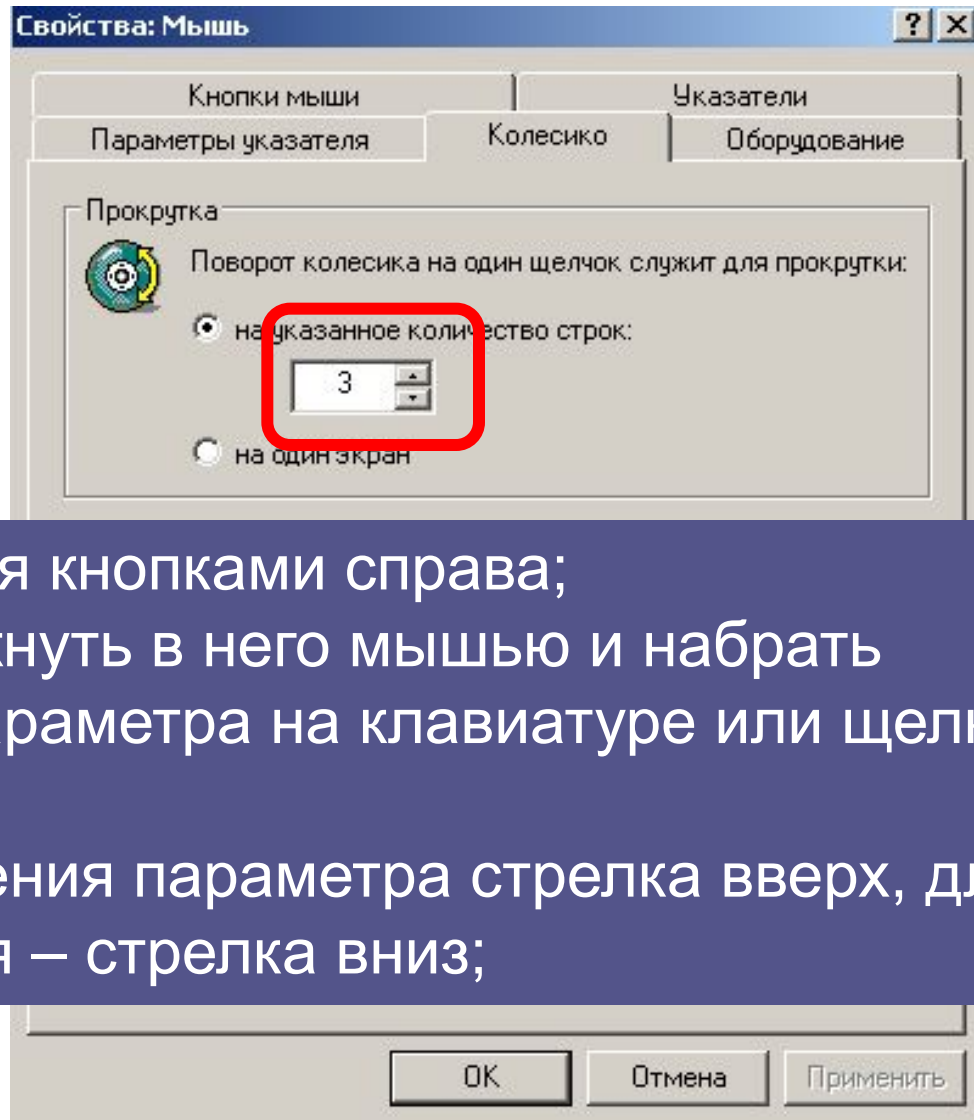 Свойства: Мышь
Кнопки мыши
Указатели
Параметры указателя
Колесико
Оборудование
Прокрутка
Поворот колесика на один щелчок служит для прокрутки:
на указанное количество строк:
3
на один экран
я кнопками справа;
кнуть в него мышью и набрать
раметра на клавиатуре или щелк
ения параметра стрелка вверх, дл
я – стрелка вниз;
OK
Отмена
Применить